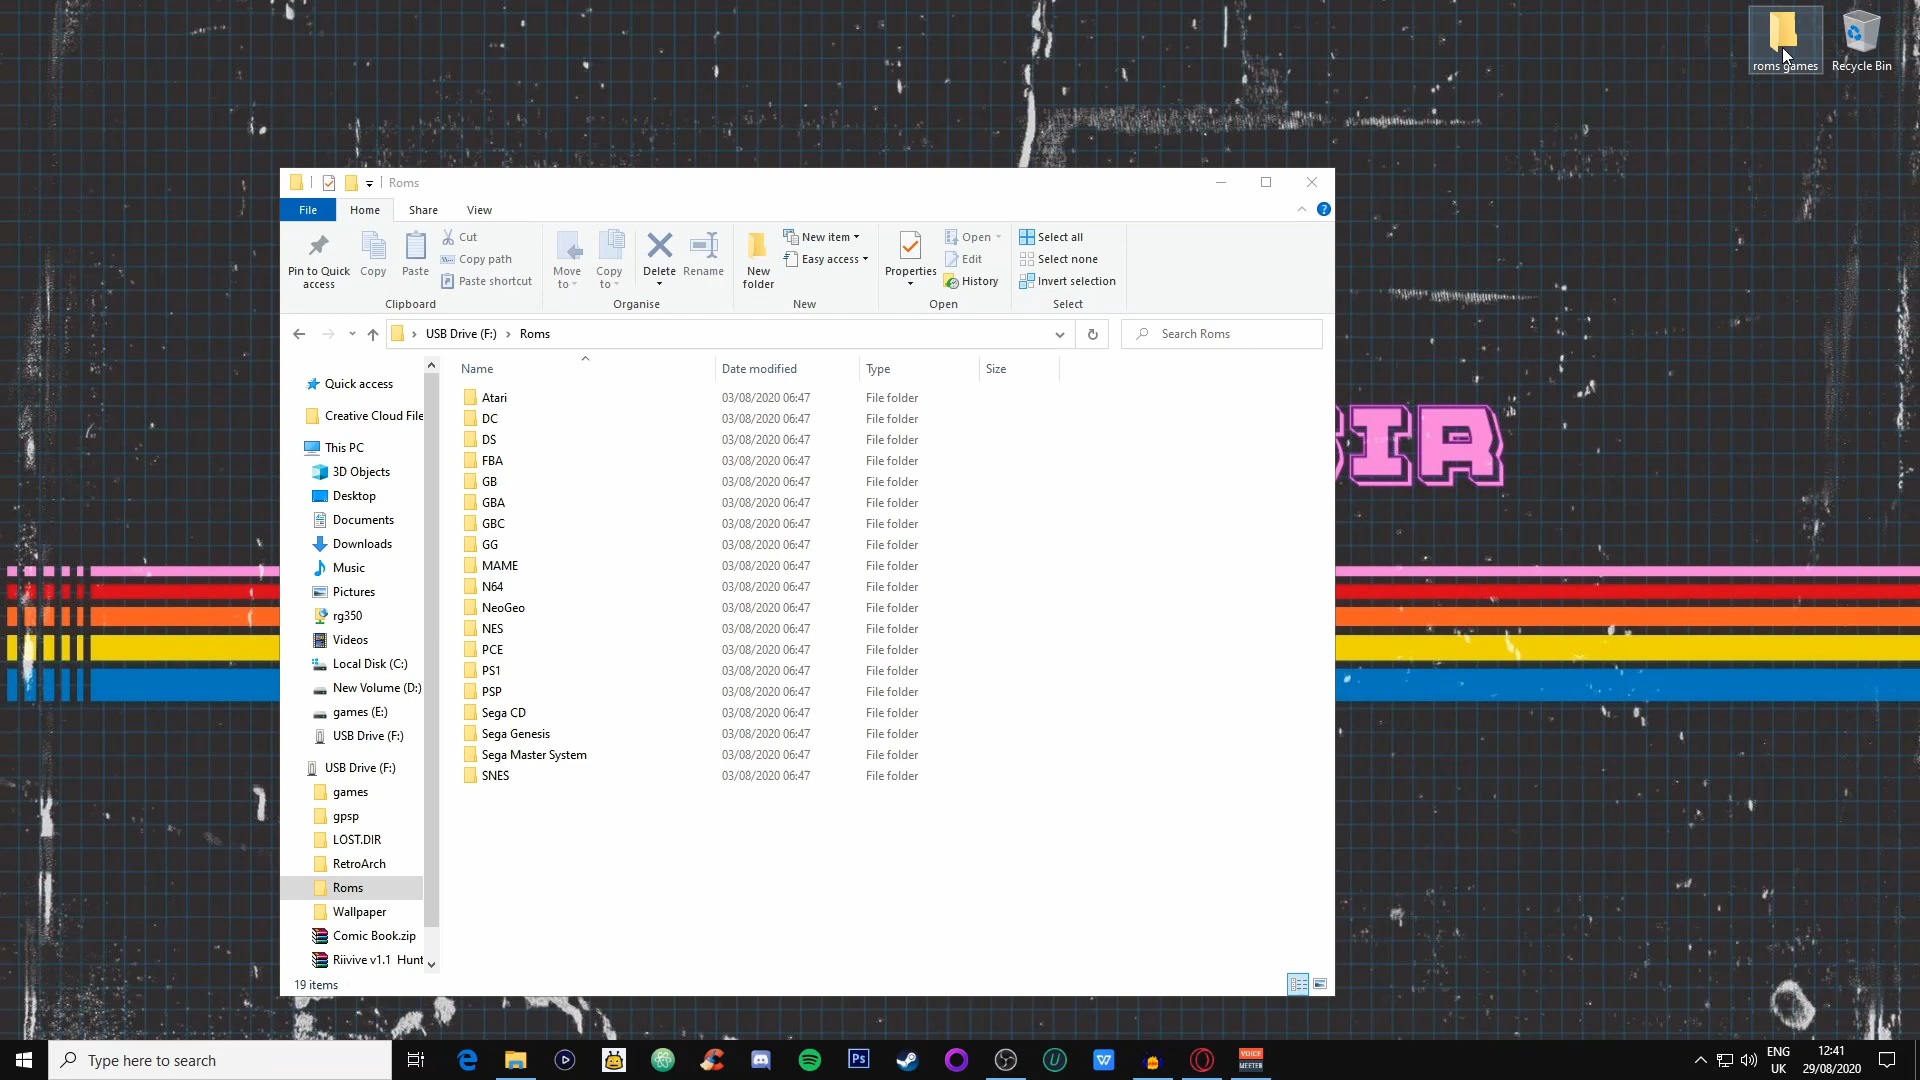 roms games
Recycle Bin
Roms
File
Home
Share
View
Pin to Quick
access
Copy
Paste
Cut
Copy path
Paste shortcut
Clipboard
Move
to
Copy
to
Delete
Rename
Organise
New
folder
New item
Easy access
New
Properties
Open
Edit
History
Open
Select all
Select none
Invert selection
Select
USB Drive (F:)
Roms
Search Roms
Name
Date modified
Type
Size
Atari 03/08/2020 06:47 File folder
DC 03/08/2020 06:47 File folder
DS 03/08/2020 06:47 File folder
FBA 03/08/2020 06:47 File folder
GB 03/08/2020 06:47 File folder
GBA 03/08/2020 06:47 File folder
GBC 03/08/2020 06:47 File folder
GG 03/08/2020 06:47 File folder
MAME 03/08/2020 06:47 File folder
N64 03/08/2020 06:47 File folder
NeoGeo 03/08/2020 06:47 File folder
NES 03/08/2020 06:47 File folder
PCE 03/08/2020 06:47 File folder
PS1 03/08/2020 06:47 File folder
PSP 03/08/2020 06:47 File folder
Sega CD 03/08/2020 06:47 File folder
Sega Genesis 03/08/2020 06:47 File folder
Sega Master System 03/08/2020 06:47 File folder
SNES 03/08/2020 06:47 File folder
Quick access
Creative Cloud File
This PC
3D Objects
Desktop
Documents
Downloads
Music
Pictures
rg350
Videos
Local Disk (C:)
New Volume (D:)
games (E:)
USB Drive (F:)
USB Drive (F:)
games
gpsp
LOST.DIR
RetroArch
Roms
Wallpaper
Comic Book.zip
Riivive v1.1 Hunt
19 items
IR
Type here to search
Ps
VOICE
MEETER
ENG
UK
12:41
29/08/2020